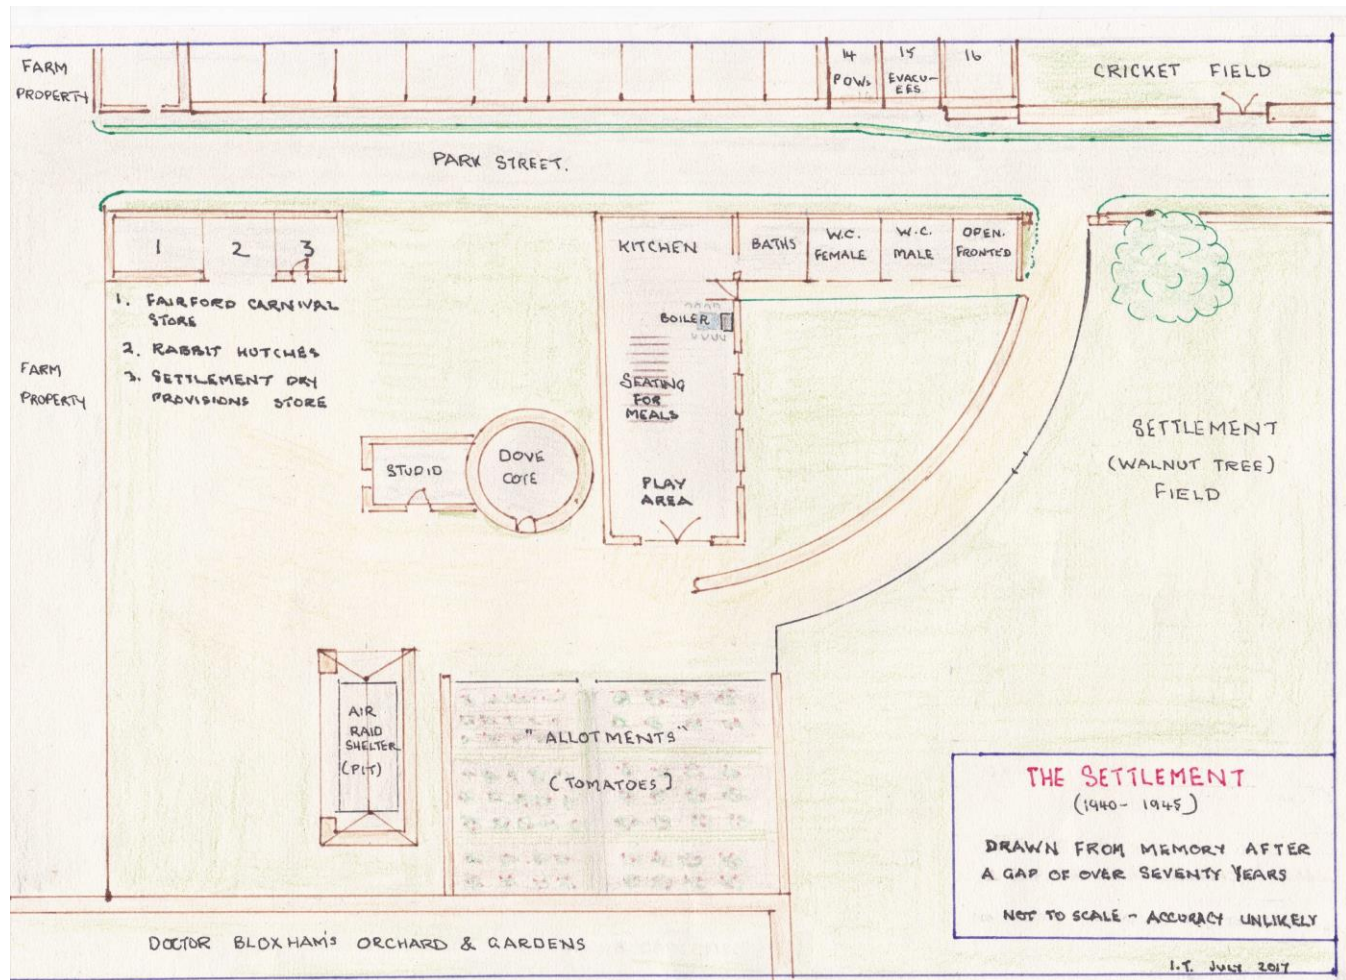 FARM
PROPERTY
14
POWs
15
EVACU-
EES
16
CRICKET FIELD
PARK STREET.
1
2
3
KITCHEN
BATHS
W.C.
FEMALE
W.C.
MALE
OPEN.
FRONTED
1. FAIRFORD CARNIVAL
STORE
2. RABBIT HUTCHES
3. SETTLEMENT DRY
PROVISIONS STORE
BOILER
FARM
PROPERTY
SEATING
FOR
MEALS
STUDIO
DOVE
COTE
PLAY
AREA
SETTLEMENT
(WALNUT TREE)
FIELD
AIR
RAID
SHELTER
(PIT)
"ALLOTMENTS"
(TOMATOES)
THE SETTLEMENT
(1940- 1945)
DRAWN FROM MEMORY AFTER
A GAP OF OVER SEVENTY YEARS
NOT TO SCALE - ACCURACY UNLIKELY
DOCTOR BLOXHAM'S ORCHARD & GARDENS
I.T. JULY 2017